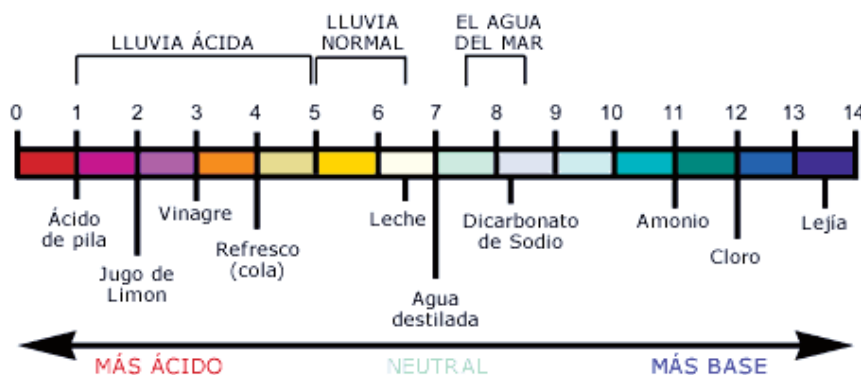 LLUVIA ÁCIDA
LLUVIA
NORMAL
EL AGUA
DEL MAR
0 1 2 3 4 5 6 7 8 9 10 11 12 13 14
Ácido
de pila
Jugo de
Limon
Vinagre
Refresco
(cola)
Leche
Agua
destilada
Dicarbonato
de Sodio
Amonio
Cloro
Lejía
MÁS ÁCIDO NEUTRAL MÁS BASE